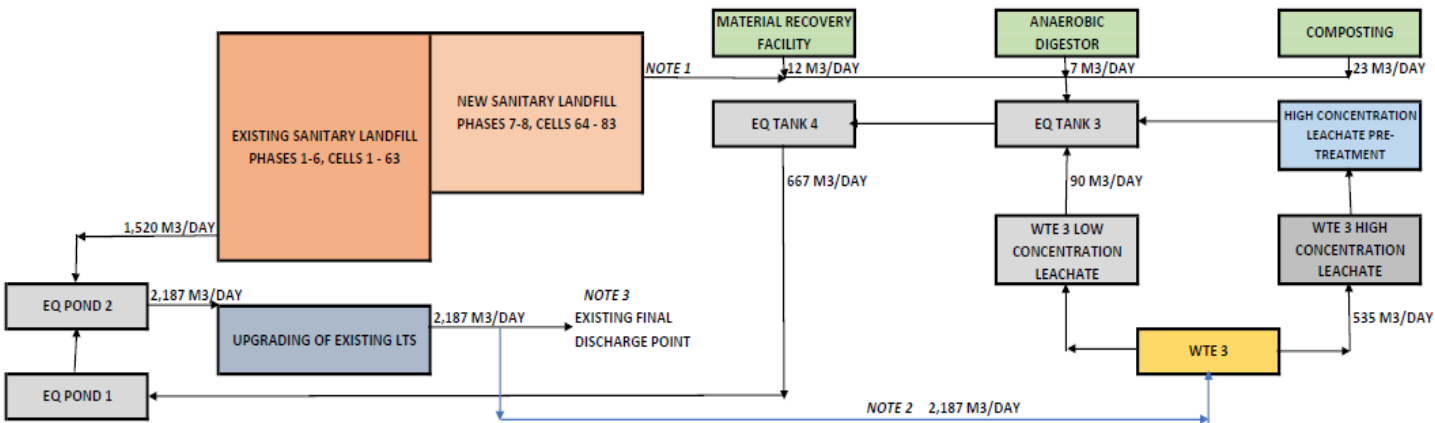 MATERIAL RECOVERY
FACILITY
ANAEROBIC
DIGESTOR
COMPOSTING
NOTE 1
12 M3/DAY
7 M3/DAY
23 M3/DAY
EXISTING SANITARY LANDFILL
PHASES 1-6, CELLS 1 - 63
NEW SANITARY LANDFILL
PHASES 7-8, CELLS 64 - 83
EQ TANK 4
EQ TANK 3
HIGH CONCENTRATION
LEACHATE PRE-
TREATMENT
667 M3/DAY
90 M3/DAY
1,520 M3/DAY
WTE 3 LOW
CONCENTRATION
LEACHATE
WTE 3 HIGH
CONCENTRATION
LEACHATE
EQ POND 2
2,187 M3/DAY
UPGRADING OF EXISTING LTS
2,187 M3/DAY
NOTE 3
EXISTING FINAL
DISCHARGE POINT
535 M3/DAY
WTE 3
EQ POND 1
NOTE 2 2,187 M3/DAY